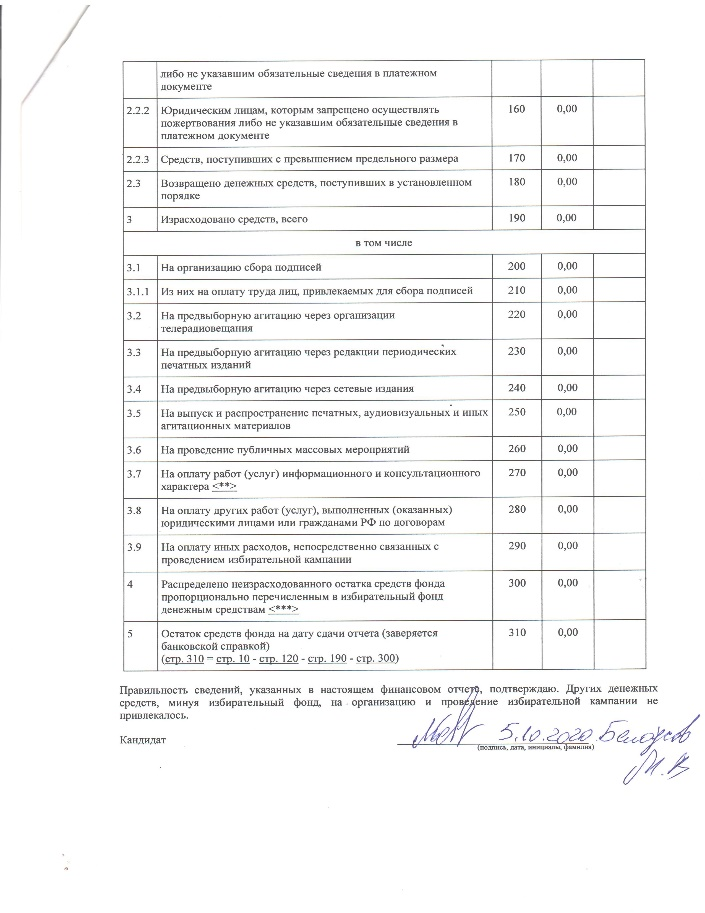 либо не указавшим обязательные сведения в платежном
документе
2.2.2 Юридическим лицам, которым запрещено осуществлять 160 0,00
пожертвования либо не указавшим обязательные сведения в
платежном документе
2.2.3 Средств, поступивших с превышением предельного размера 170 0,00
2.3 Возвращено денежных средств, поступивших в установленном 180 0,00
порядке
3 Израсходовано средств, всего 190 0,00
в том числе
3.1 На организацию сбора подписей 200 0,00
3.1.1 Из них на оплату труда лиц, привлекаемых для сбора подписей 210 0,00
3.2 На предвыборную агитацию через организации 220 0,00
телерадиовещания
3.3 На предвыборную агитацию через редакции периодических 230 0,00
печатных изданий
3.4 На предвыборную агитацию через сетевые издания 240 0,00
3.5 На выпуск и распространение печатных, аудиовизуальных и иных 250 0,00
агитационных материалов
3.6 На проведение публичных массовых мероприятий 260 0,00
3.7 На оплату работ (услуг) информационного и консультационного 270 0,00
характера <**>
3.8 На оплату других работ (услуг), выполненных (оказанных) 280 0,00
юридическими лицами или гражданами РФ по договорам
3.9 На оплату иных расходов, непосредственно связанных с 290 0,00
проведением избирательной кампании
4 Распределено неизрасходованного остатка средств фонда 300 0,00
пропорционально перечисленным в избирательный фонд
денежным средствам <***>
5 Остаток средств фонда на дату сдачи отчета (заверяется 310 0,00
банковской справкой)
(стр. 310 = стр. 10 - стр. 120 - стр. 190 - стр. 300)
Правильность сведений, указанных в настоящем финансовом отчете, подтверждаю. Других денежных
средств, минуя избирательный фонд, на организацию и проведение избирательной кампании не
привлекалось.
Кандидат 5.10.2020
(подпись, дата, инициалы, фамилия)
М.В